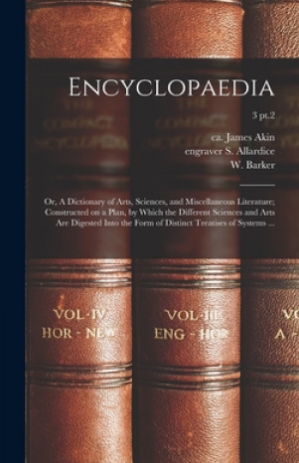 ENCYCLOPAEDIA
3 pt.2
ca. James Akin
engraver S. Allardice
W. Barker
Or, A Dictionary of Arts, Sciences, and Miscellaneous Literature;
Constructed on a Plan, by Which the Different Sciences and Arts
Are Digested Into the Form of Distinct Treatises of Systems ...
VOL-IV VOL-III VO
HOR - NEW ENG - HOR A -